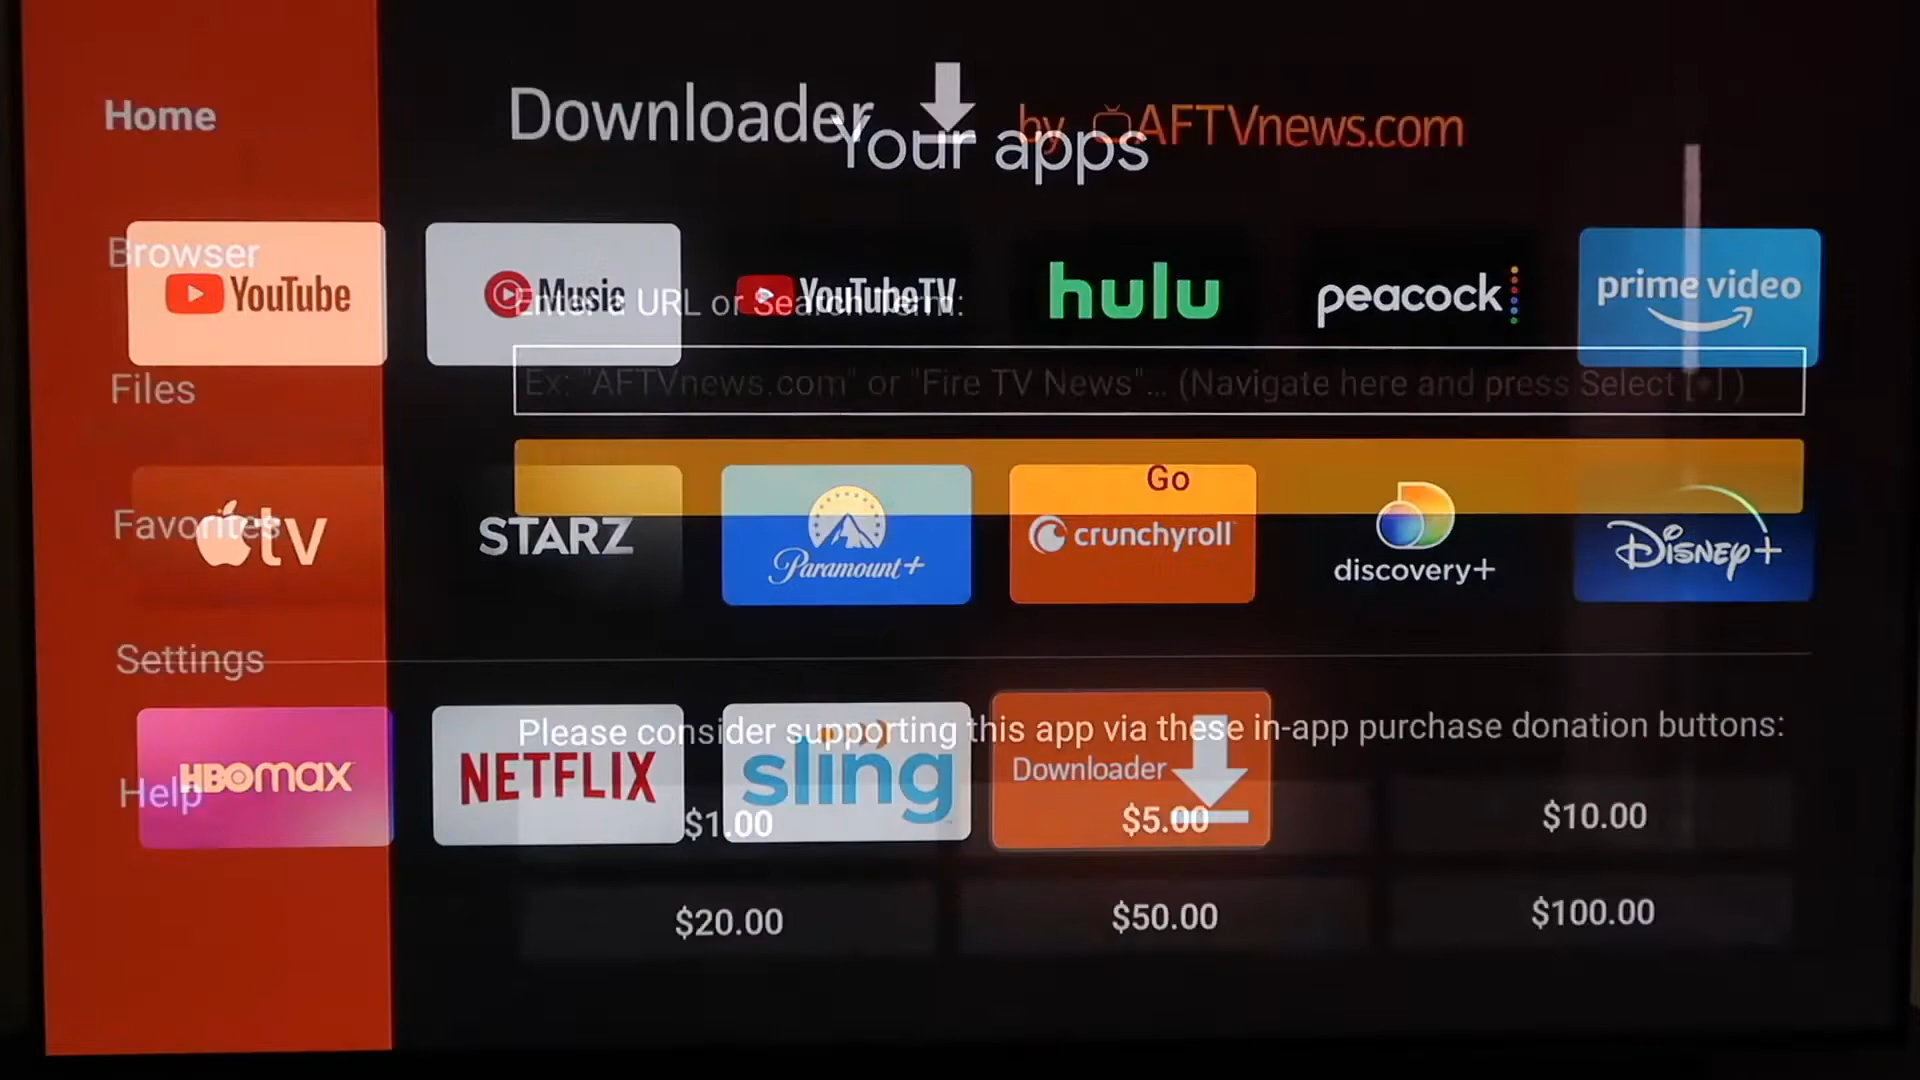 Home
Downloader
by AFTVnews.com
Your apps
Browser
YouTube
Music
YouTubeTV
hulu
peacock
prime video
Enter a URL or Search Term:
Files
Ex: "AFTVnews.com" or "Fire TV News"... (Navigate here and press Select [•] )
Go
Favorites
tv
STARZ
Paramount+
crunchyroll
discovery+
Disney+
Settings
Please consider supporting this app via these in-app purchase donation buttons:
Help
HBOMAX
NETFLIX
sling
Downloader
$1.00
$5.00
$10.00
$20.00
$50.00
$100.00